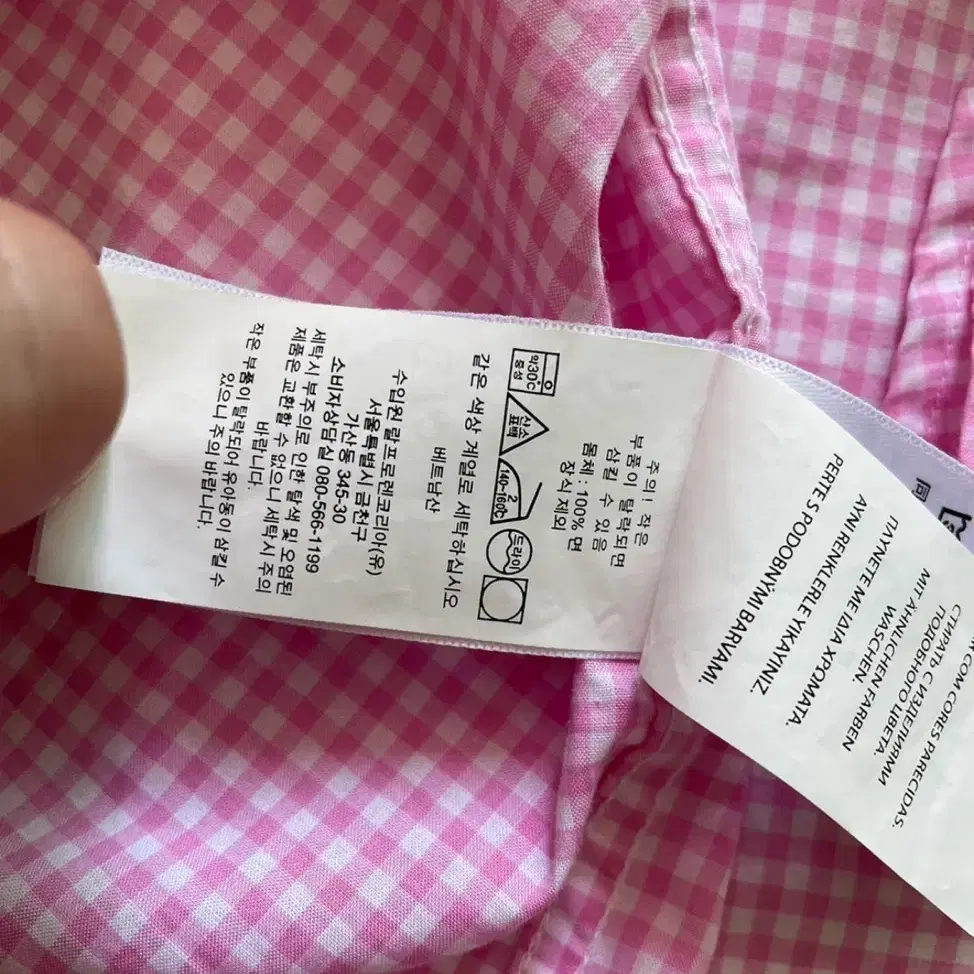 주의! 작은
부품이 탈락되면
삼킬 수 있음
몸체 : 100% 면
장식 제외
약30℃
중성
산소
표백
2
140~160℃
드라이
같은 색상 계열로 세탁하십시오
베트남산
수입원 랄프로렌코리아(유)
서울특별시 금천구
가산동 345-30
소비자상담실 080-566-1199
세탁시 부주의로 인한 탈색 및 오염된
제품은 교환할 수 없으니 세탁시 주의
바랍니다.
작은 부품이 탈락되어 유아동이 삼킬 수
있으니 주의 바랍니다.
COM CORES PARECIDAS.
СТИРАТЬ С ИЗДЕЛИЯМИ
ПОДОБНОГО ЦВЕТА.
MIT ÄHNLICHEN FARBEN
WASCHEN.
ΠΛΥΝΕΤΕ ΜΕ ΙΔΙΑ ΧΡΩΜΑΤΑ.
AYNI RENKLERLE YIKAYINIZ.
PERTE S PODOBNÝMI BARVAMI.
同